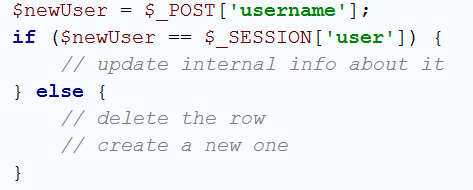 $newUser = $_POST['username'];
if ($newUser == $_SESSION['user']) {
    // update internal info about it
} else {
    // delete the row
    // create a new one
}